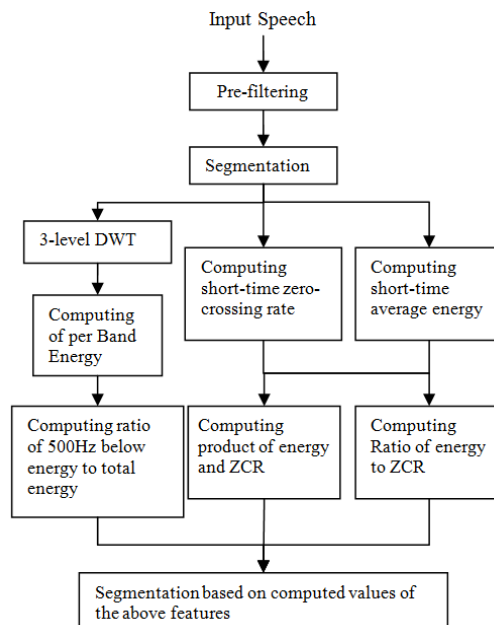 Input Speech
Pre-filtering
Segmentation
3-level DWT
Computing
short-time zero-
crossing rate
Computing
short-time
average energy
Computing
of per Band
Energy
Computing ratio
of 500Hz below
energy to total
energy
Computing
product of energy
and ZCR
Computing
Ratio of energy
to ZCR
Segmentation based on computed values of
the above features